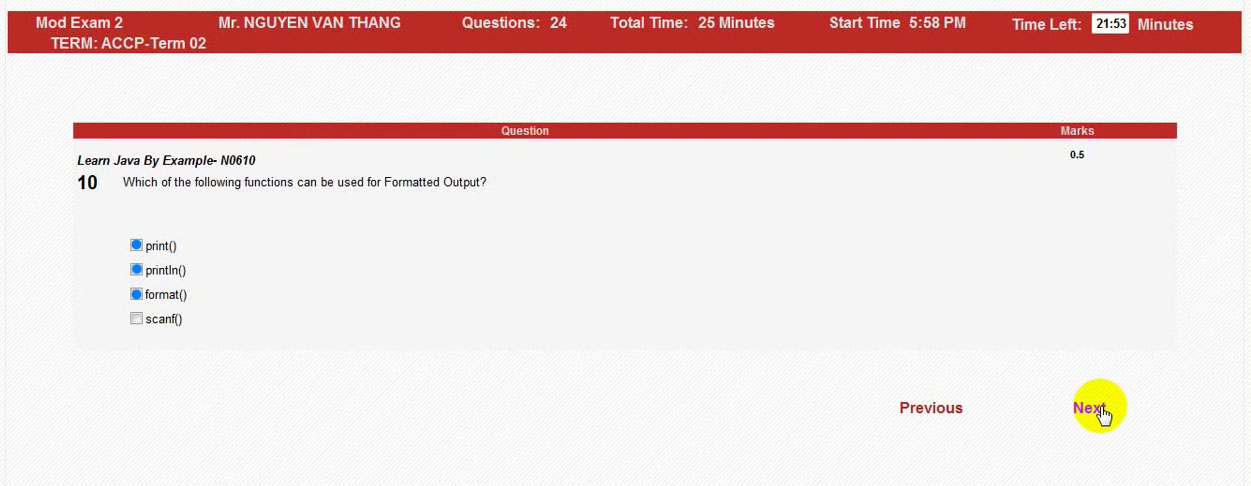 Mod Exam 2 Mr. NGUYEN VAN THANG Questions: 24 Total Time: 25 Minutes Start Time 5:58 PM Time Left: 21:53 Minutes
TERM: ACCP-Term 02
Question Marks
Learn Java By Example- N0610 0.5
10 Which of the following functions can be used for Formatted Output?
print()
println()
format()
scanf()
Previous Next